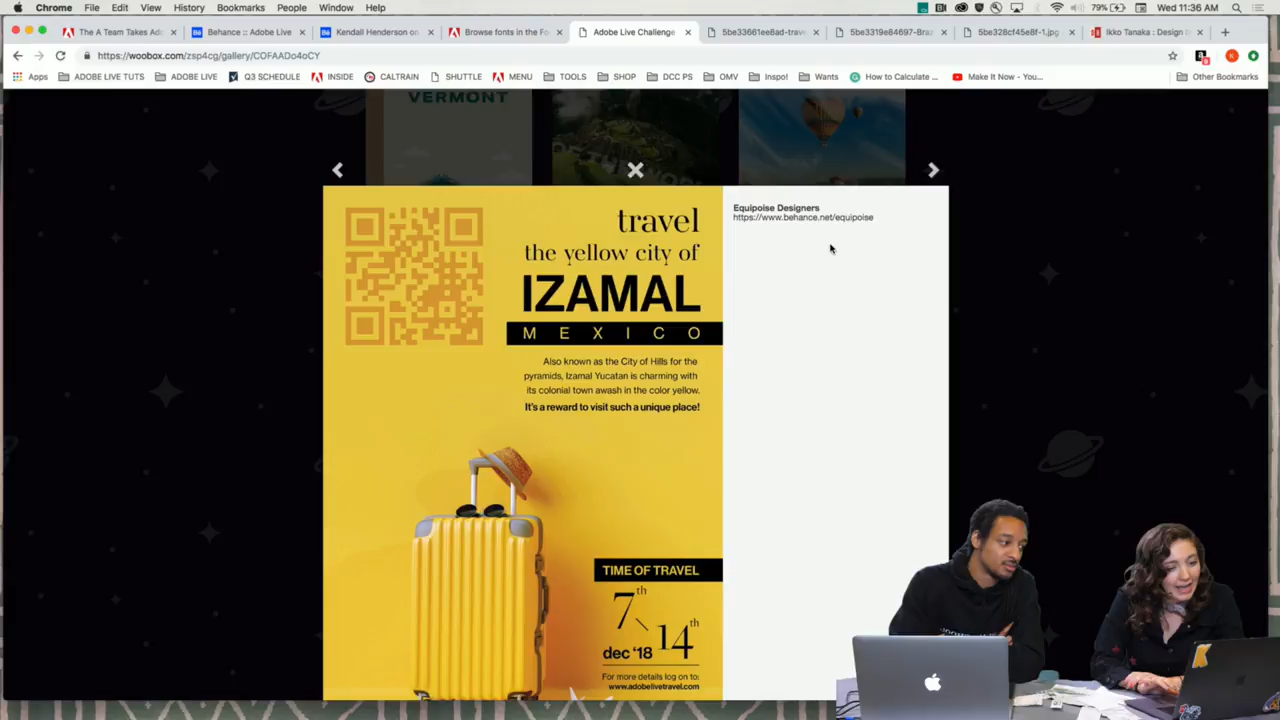 Chrome File Edit View History Bookmarks People Window Help
79% Wed 11:36 AM
The A Team Takes Ado
Behance :: Adobe Live
Kendall Henderson on
Browse fonts in the Fo
Adobe Live Challenge
5be33661ee8ad-trave
5be3319e84697-Braz
5be328cf45e8f-1.jpg
Ikko Tanaka : Design b
https://woobox.com/zsp4cg/gallery/COFAADo4oCY
Apps ADOBE LIVE TUTS ADOBE LIVE Q3 SCHEDULE INSIDE CALTRAIN SHUTTLE MENU TOOLS SHOP DCC PS OMV Inspo! Wants How to Calculate ... Make It Now - You... Other Bookmarks
VERMONT
travel
the yellow city of
IZAMAL
MEXICO
Also known as the City of Hills for the
pyramids, Izamal Yucatan is charming with
its colonial town awash in the color yellow.
It's a reward to visit such a unique place!
TIME OF TRAVEL
7th
14th
dec '18
For more details log on to:
www.adobelivetravel.com
Equipoise Designers
https://www.behance.net/equipoise